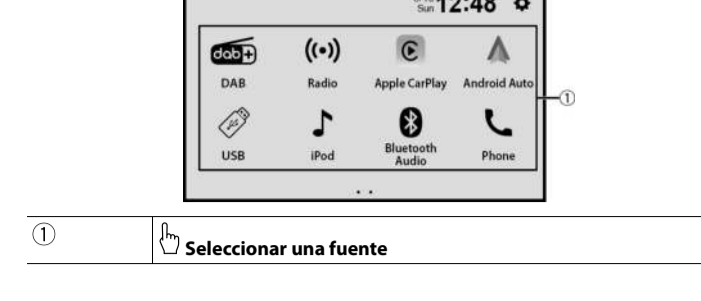 Sun 12:48
dab+
DAB Radio Apple CarPlay Android Auto
①
USB iPod Bluetooth Audio Phone
① Seleccionar una fuente